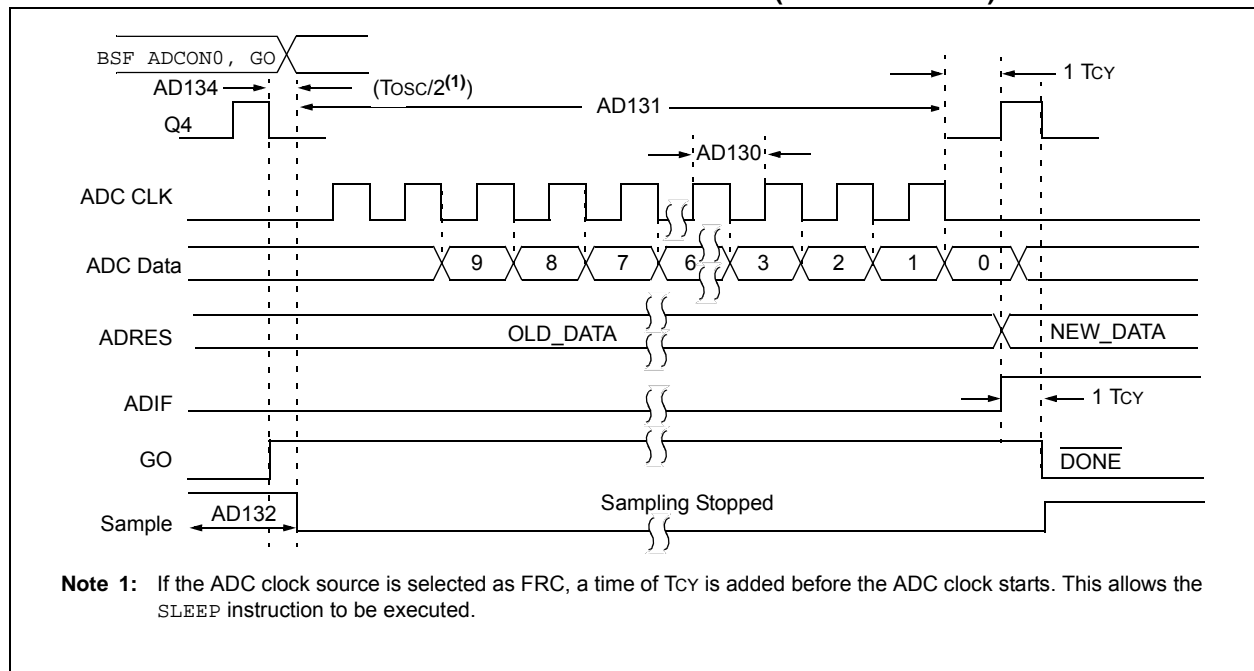 BSF ADCON0, GO
AD134
(TOSC/2(1))
1 TCY
AD131
Q4
AD130
ADC CLK
ADC Data
9 8 7 6 3 2 1 0
ADRES
OLD_DATA
NEW_DATA
ADIF
1 TCY
GO
DONE
Sample
AD132
Sampling Stopped
Note 1: If the ADC clock source is selected as FRC, a time of TCY is added before the ADC clock starts. This allows the
SLEEP instruction to be executed.